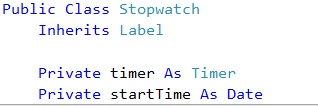 Public Class Stopwatch
    Inherits Label

    Private timer As Timer
    Private startTime As Date